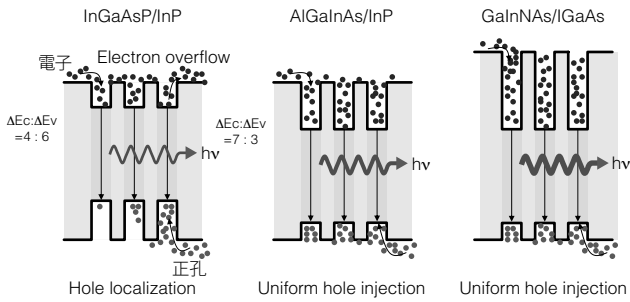 InGaAsP/InP
AlGaInAs/InP
GaInNAs/lGaAs
電子
Electron overflow
ΔEc:ΔEv
=4 : 6
hν
正孔
Hole localization
ΔEc:ΔEv
=7 : 3
hν
Uniform hole injection
hν
Uniform hole injection